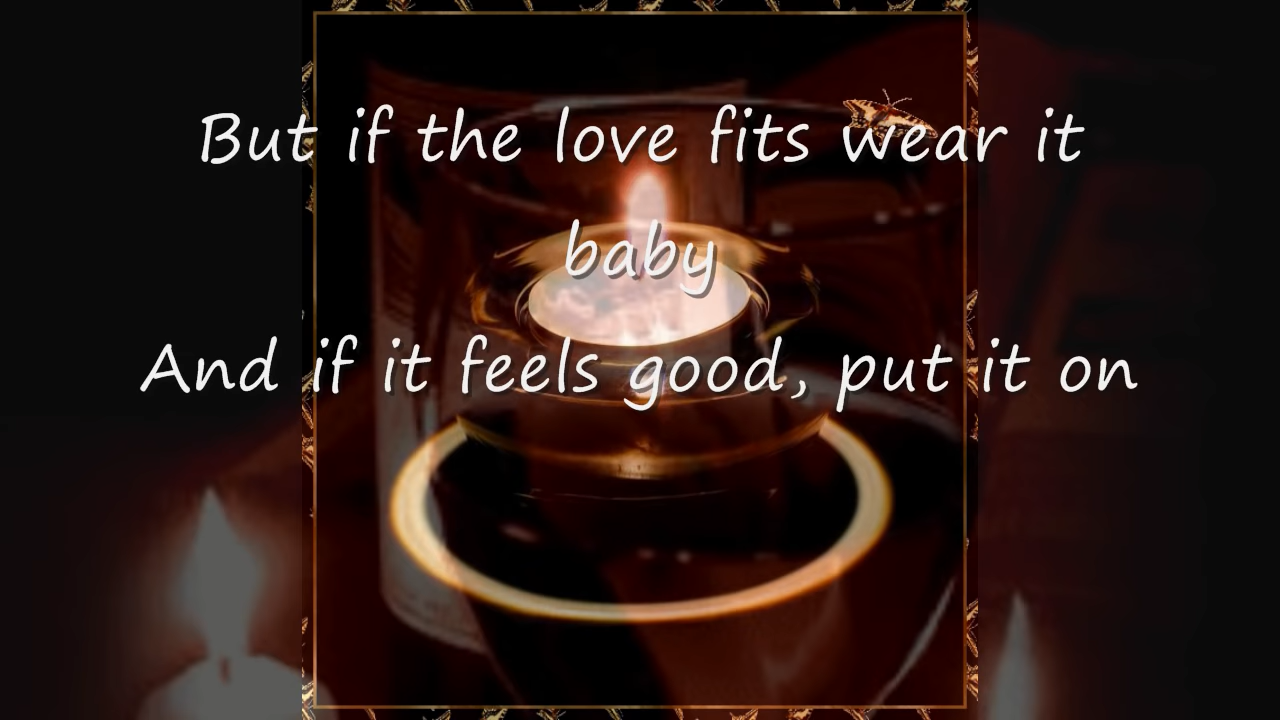 But if the love fits wear it
baby
And if it feels good, put it on